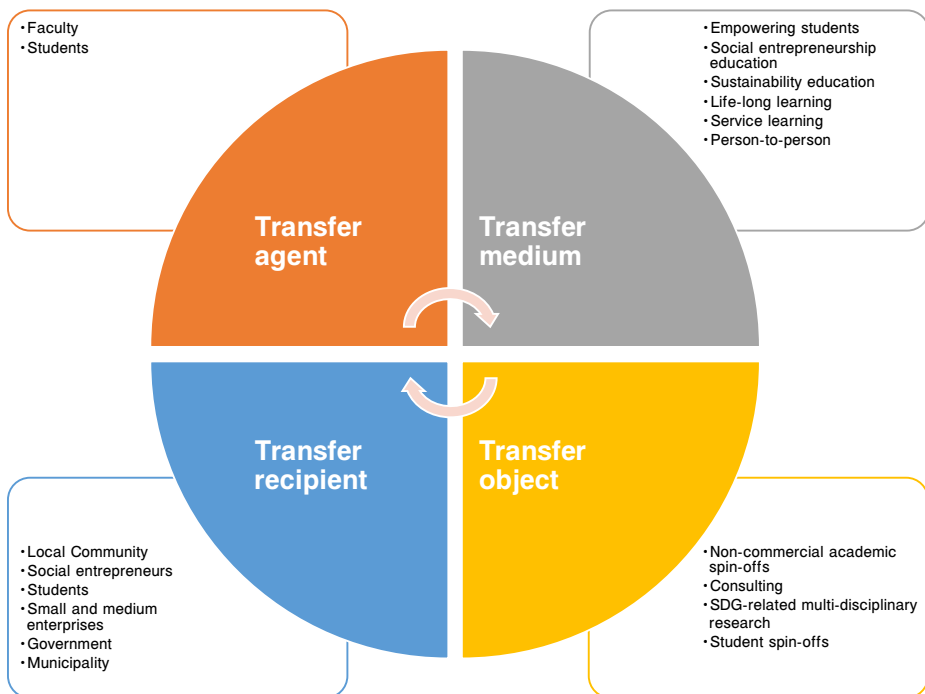 • Faculty
• Students
• Empowering students
• Social entrepreneurship
education
• Sustainability education
• Life-long learning
• Service learning
• Person-to-person
Transfer
agent
Transfer
medium
Transfer
recipient
Transfer
object
• Local Community
• Social entrepreneurs
• Students
• Small and medium
enterprises
• Government
• Municipality
• Non-commercial academic
spin-offs
• Consulting
• SDG-related multi-disciplinary
research
• Student spin-offs